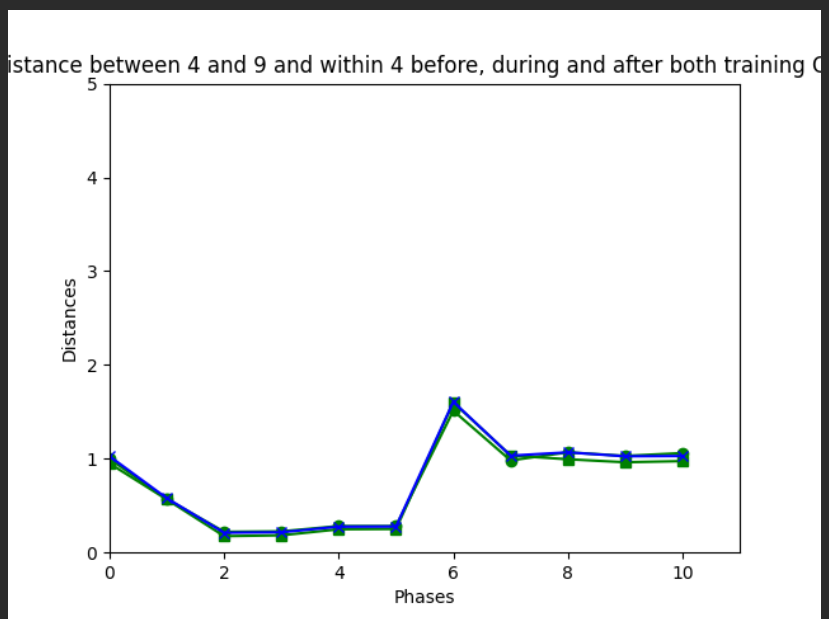 istance between 4 and 9 and within 4 before, during and after both training
5
4
3
2
1
0
Distances
0 2 4 6 8 10
Phases